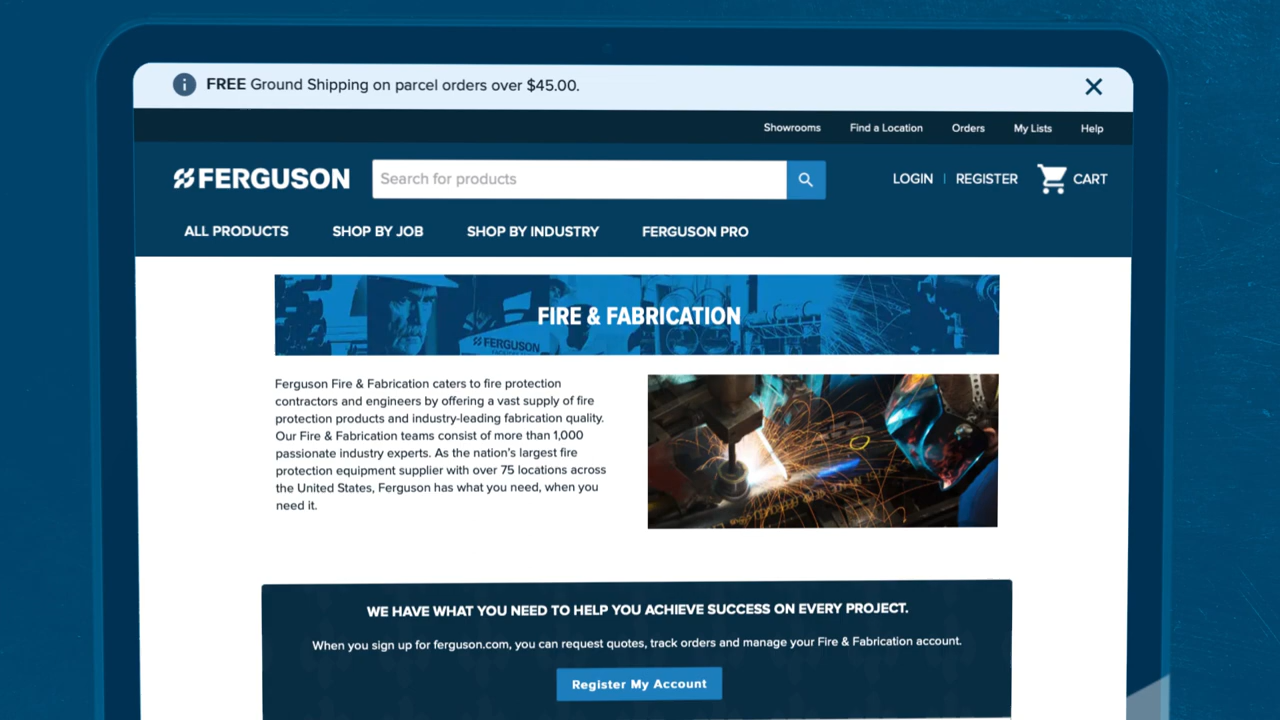 FREE Ground Shipping on parcel orders over $45.00.
Showrooms Find a Location Orders My Lists Help
FERGUSON Search for products LOGIN | REGISTER CART
ALL PRODUCTS SHOP BY JOB SHOP BY INDUSTRY FERGUSON PRO
FIRE & FABRICATION
FERGUSON
Ferguson Fire & Fabrication caters to fire protection
contractors and engineers by offering a vast supply of fire
protection products and industry-leading fabrication quality.
Our Fire & Fabrication teams consist of more than 1,000
passionate industry experts. As the nation's largest fire
protection equipment supplier with over 75 locations across
the United States, Ferguson has what you need, when you
need it.
WE HAVE WHAT YOU NEED TO HELP YOU ACHIEVE SUCCESS ON EVERY PROJECT.
When you sign up for ferguson.com, you can request quotes, track orders and manage your Fire & Fabrication account.
Register My Account